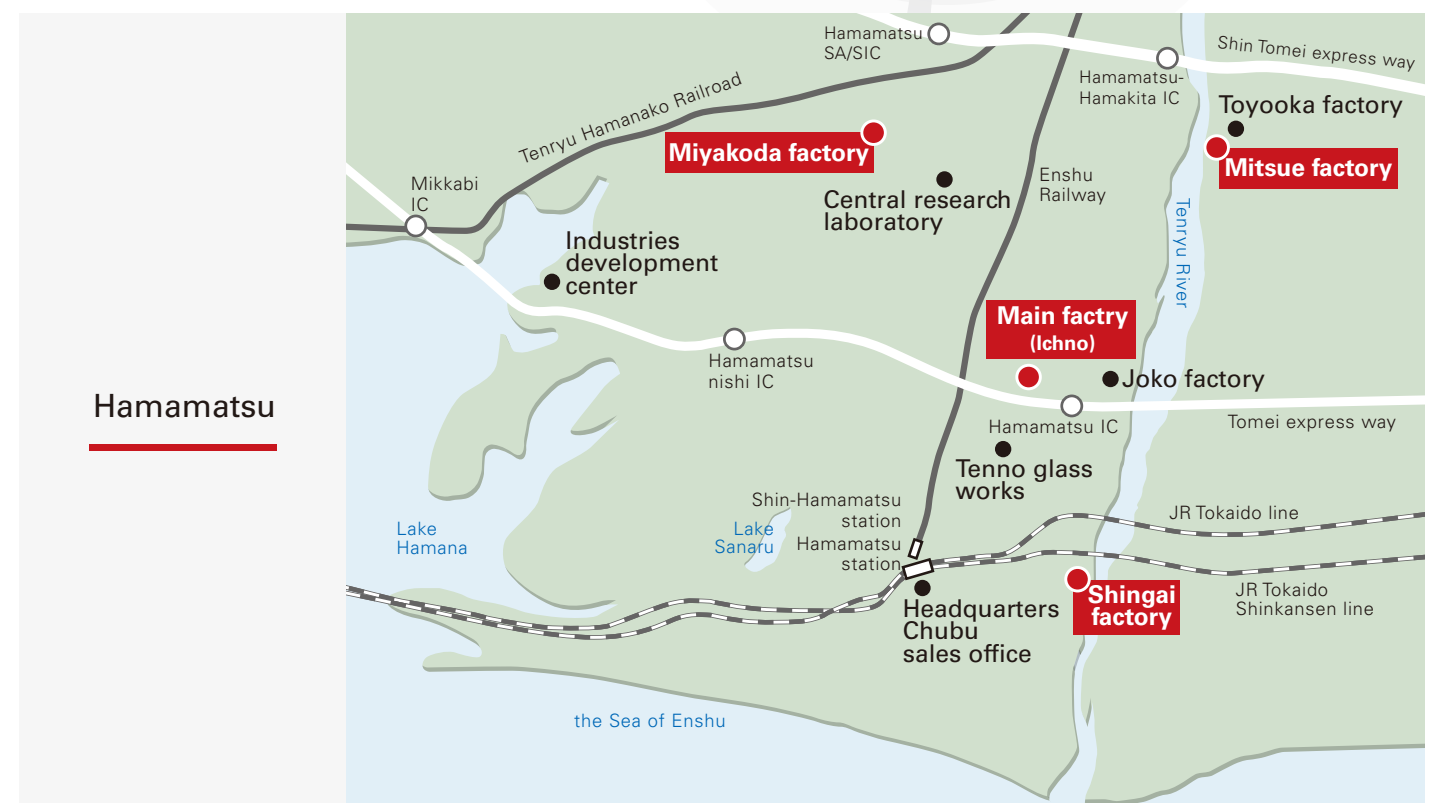 Hamamatsu
Hamamatsu
SA/SIC
Shin Tomei express way
Hamamatsu-
Hamakita IC
Tenryu Hamanako Railroad
Toyooka factory
Miyakoda factory
Mitsue factory
Mikkabi
IC
Central research
laboratory
Enshu
Railway
Tenryu River
Industries
development
center
Main factry
(Ichno)
Hamamatsu
nishi IC
Joko factory
Hamamatsu IC
Tomei express way
Tenno glass
works
Shin-Hamamatsu
station
JR Tokaido line
Lake
Hamana
Lake
Sanaru
Hamamatsu
station
Shingai
factory
JR Tokaido
Shinkansen line
Headquarters
Chubu
sales office
the Sea of Enshu